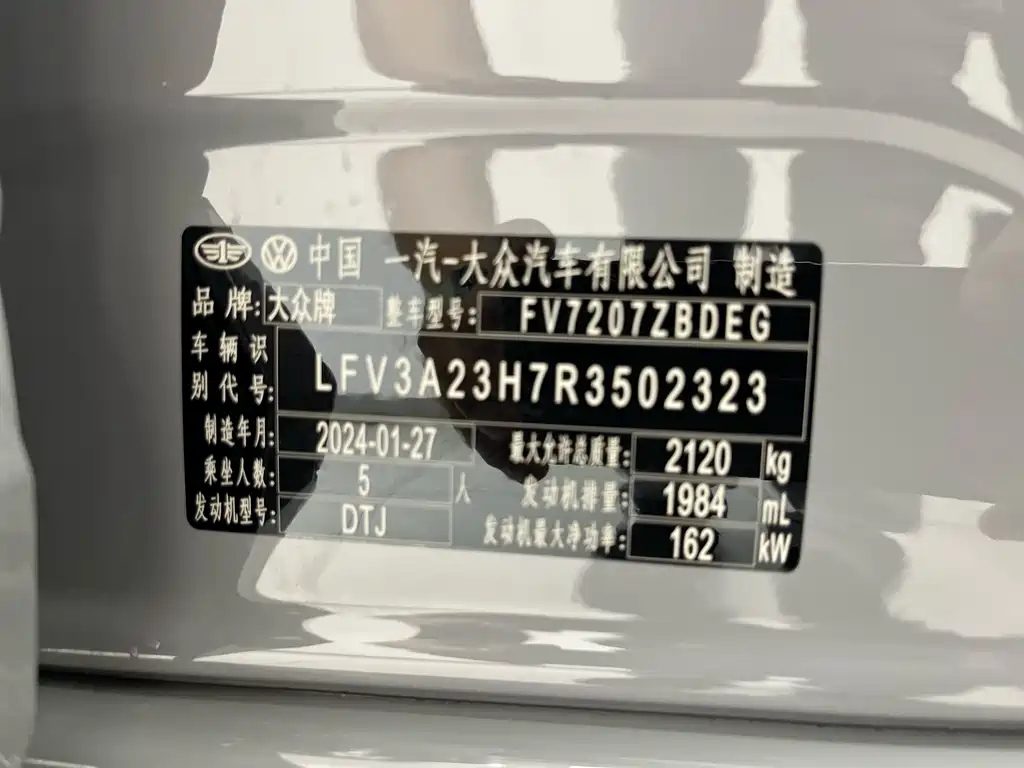 中国 一汽-大众汽车有限公司 制造
品牌: 大众牌 整车型号: FV7207ZBDEG
车辆识别代号: LFV3A23H7R3502323
制造年月: 2024-01-27 最大允许总质量: 2120 kg
乘坐人数: 5 人 发动机排量: 1984 mL
发动机型号: DTJ 发动机最大净功率: 162 kW